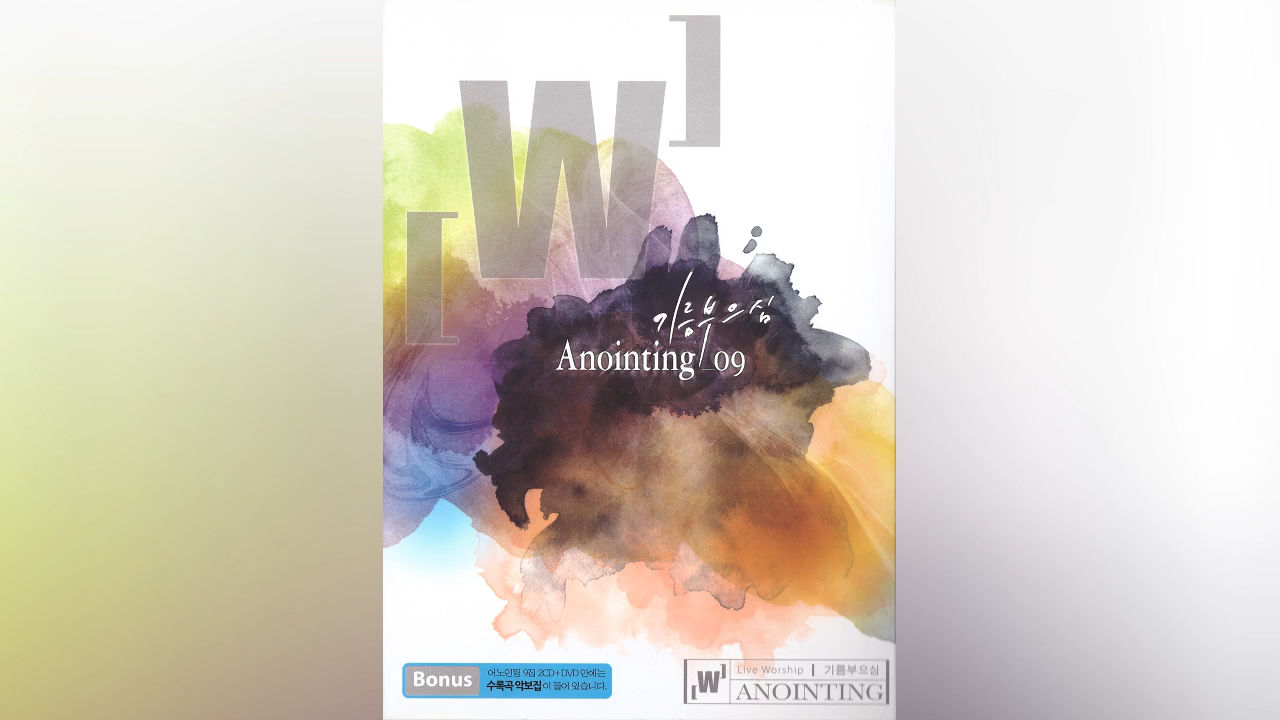 [W]
기름부으심
Anointing 09
Bonus
어노인팅 9집 2CD+DVD 안에는
수록곡 악보집이 들어 있습니다.
[W]
Live Worship | 기름부으심
ANOINTING